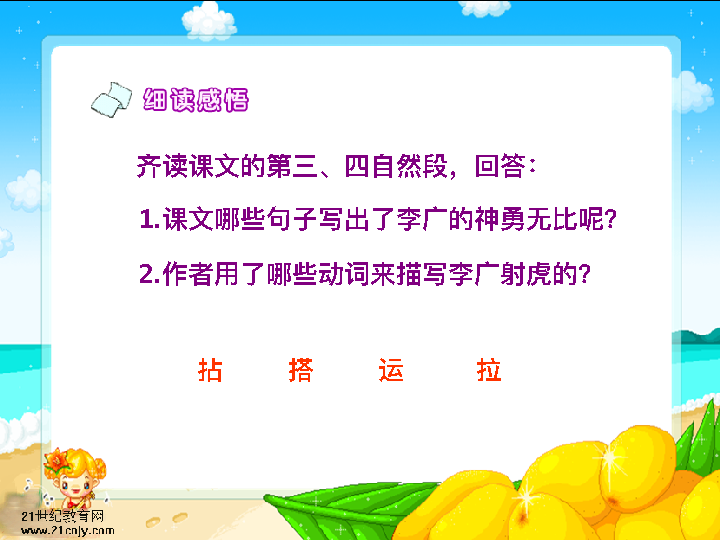 细读感悟
齐读课文的第三、四自然段，回答：
1.课文哪些句子写出了李广的神勇无比呢?
2.作者用了哪些动词来描写李广射虎的?
拈 搭 运 拉
21世纪教育网
www.21cnjy.com